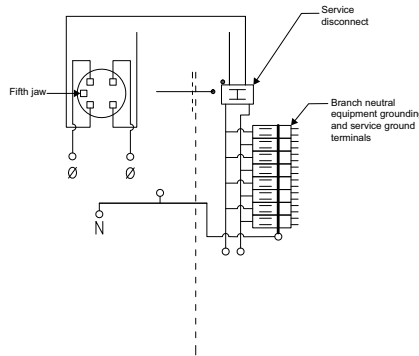 Service
disconnect
Fifth jaw
Branch neutral
equipment grounding
and service ground
terminals
Ø Ø
N